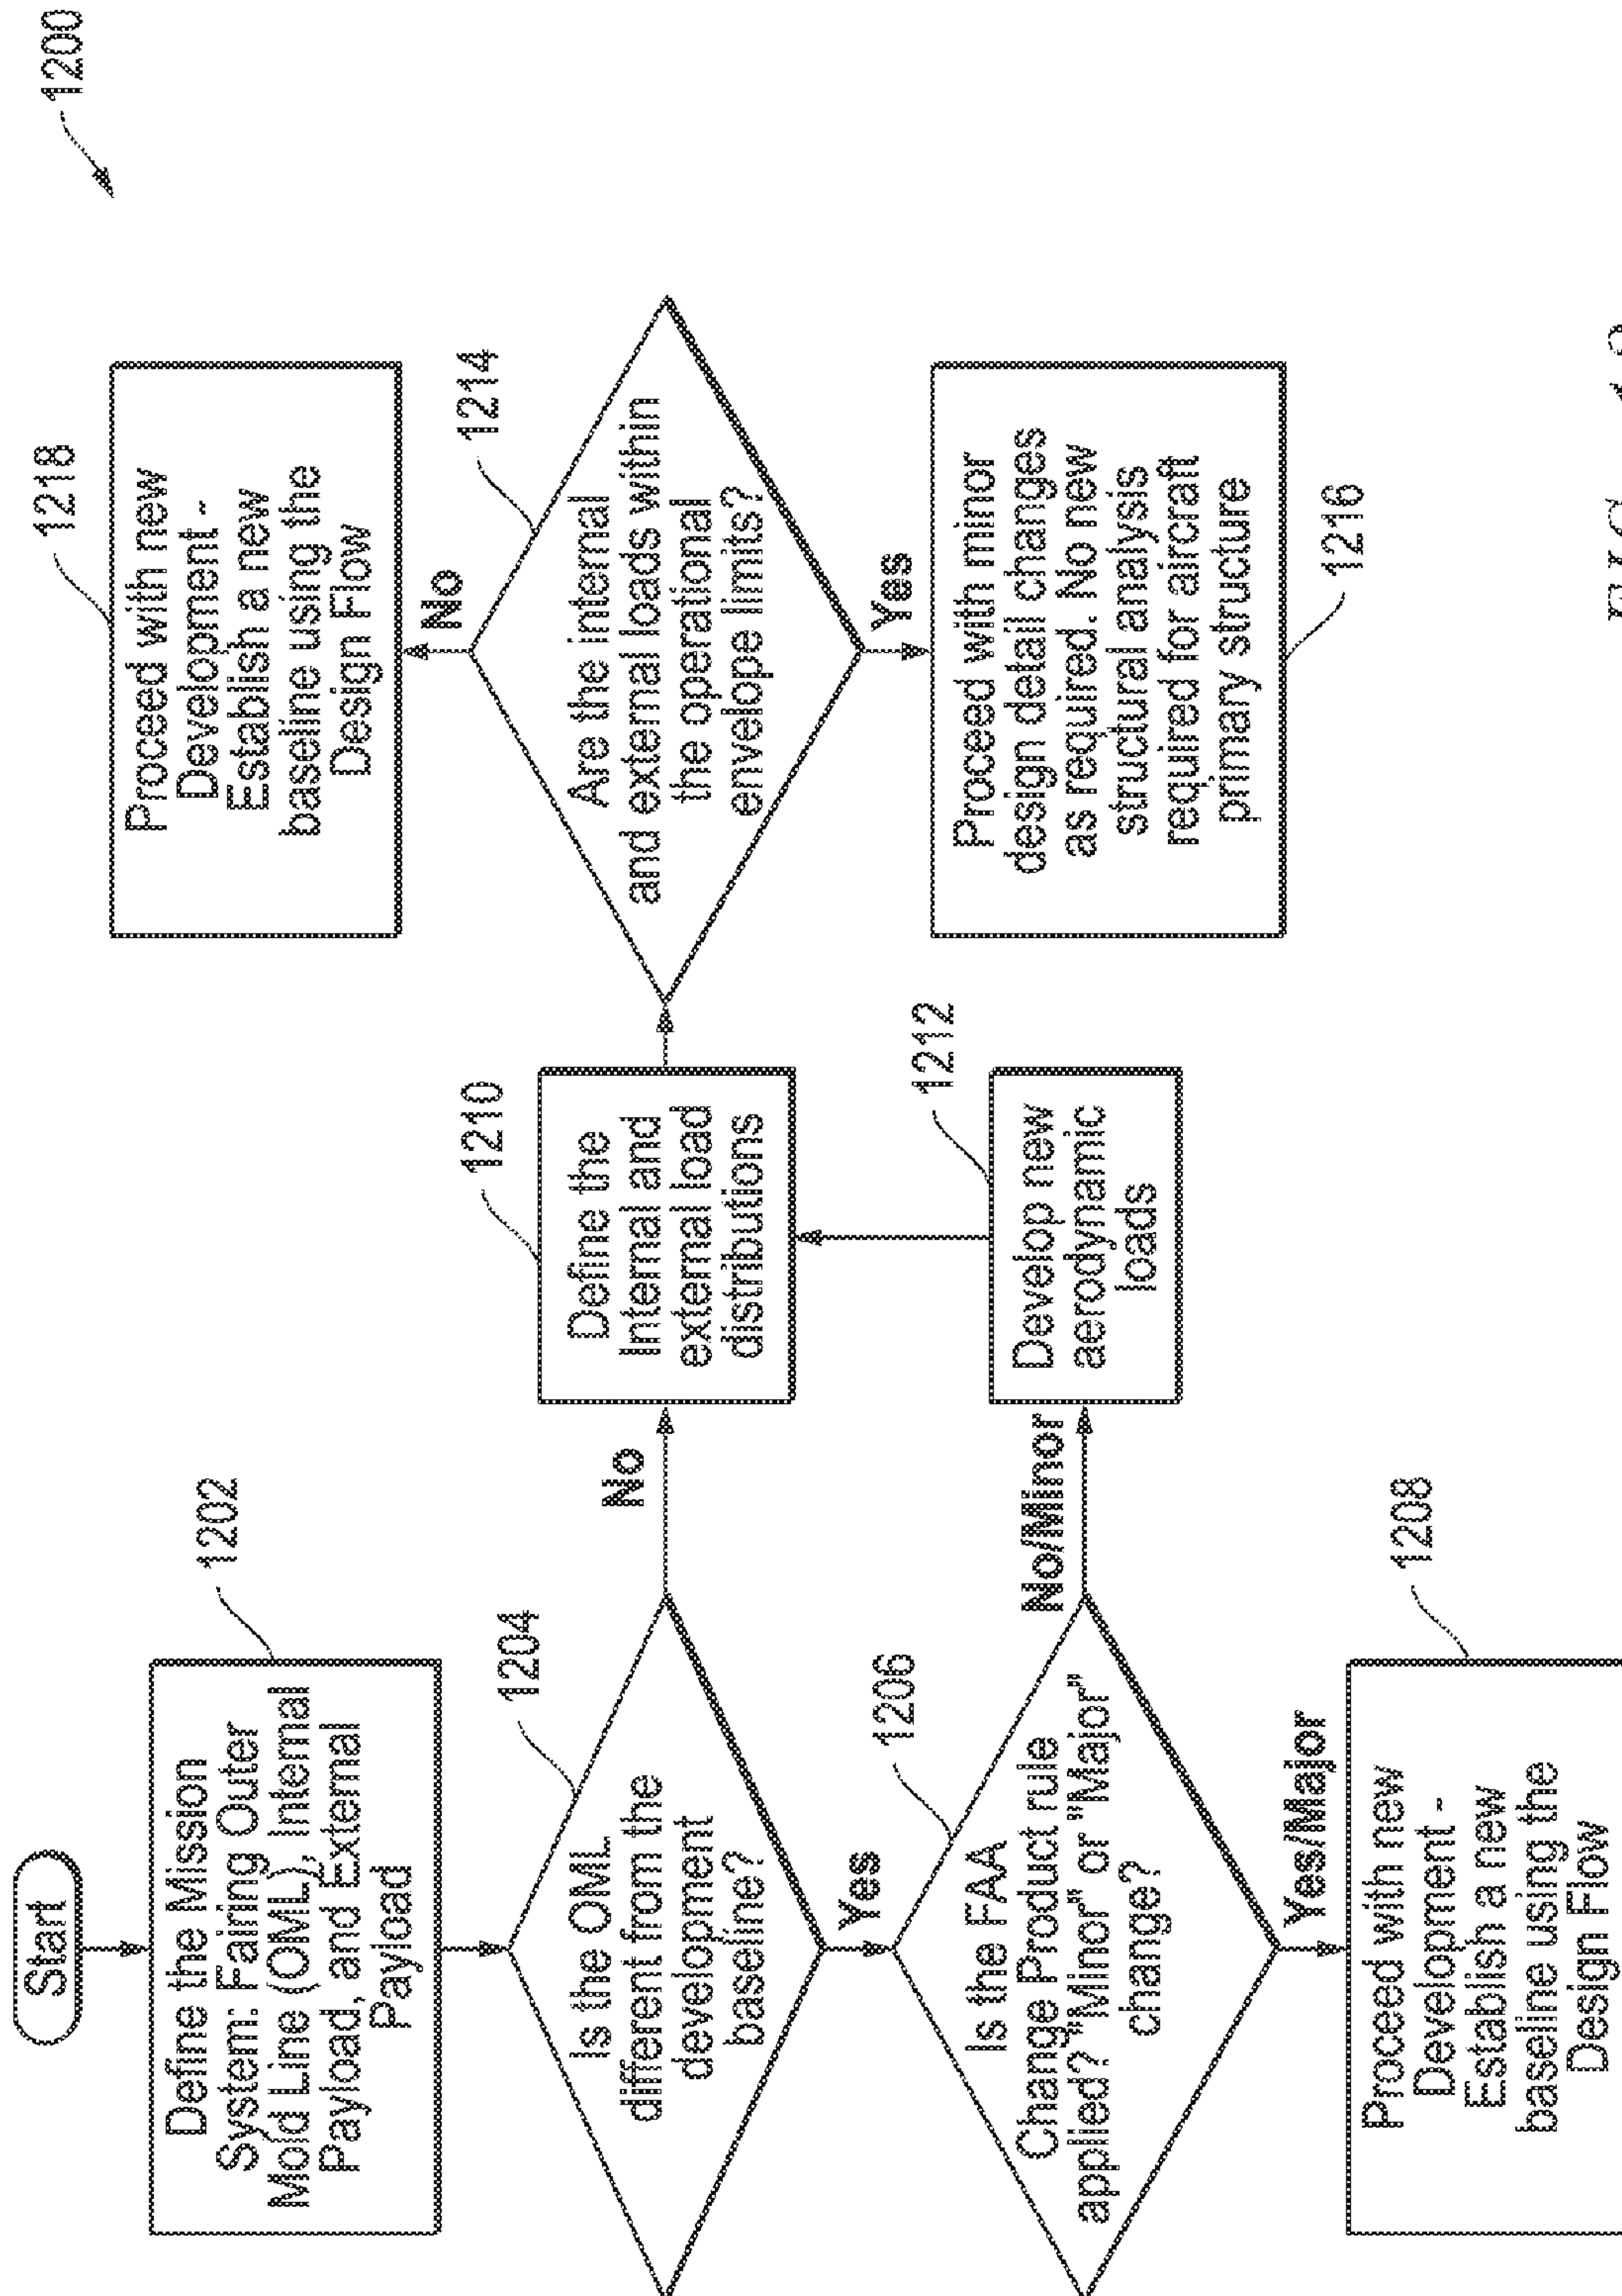 1200
Start
Define the Mission
System: Fairing Outer
Mold Line (OML), Internal
Payload, and External
Payload
1202
Is the OML
different from the
development
baseline?
1204
No
Yes
Is the FAA
Change Product rule
applied? "Minor" or "Major"
change?
1206
No/Minor
Yes/Major
Proceed with new
Development -
Establish a new
baseline using the
Design Flow
1208
Define the
internal and
external load
distributions
1210
Develop new
aerodynamic
loads
1212
Proceed with new
Development -
Establish a new
baseline using the
Design Flow
1218
No
Are the internal
and external loads within
the operational
envelope limits?
1214
Yes
Proceed with minor
design detail changes
as required. No new
structural analysis
required for aircraft
primary structure
1216